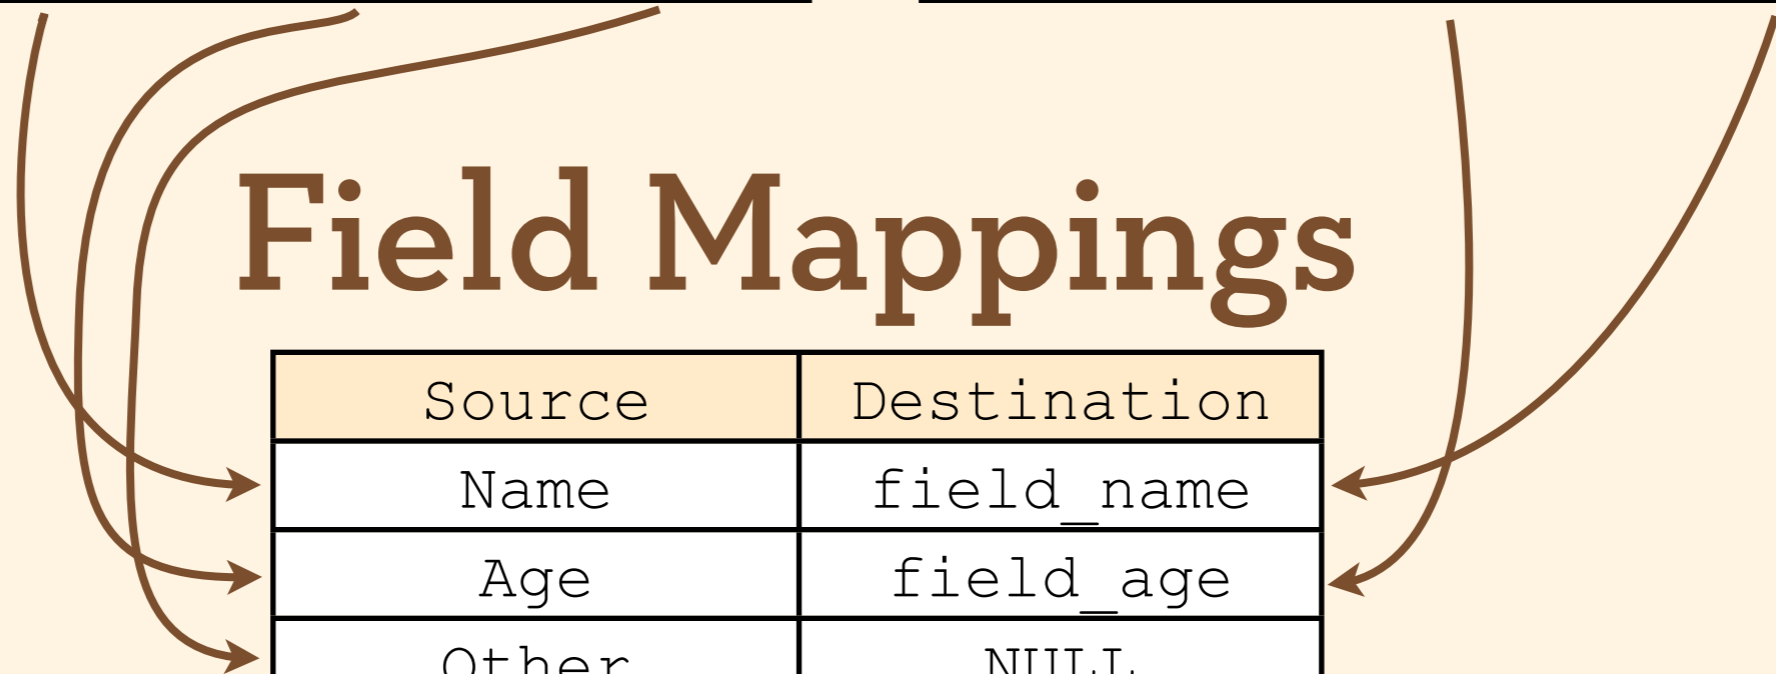 Field Mappings
Source Destination
Name field_name
Age field_age
Other NULL